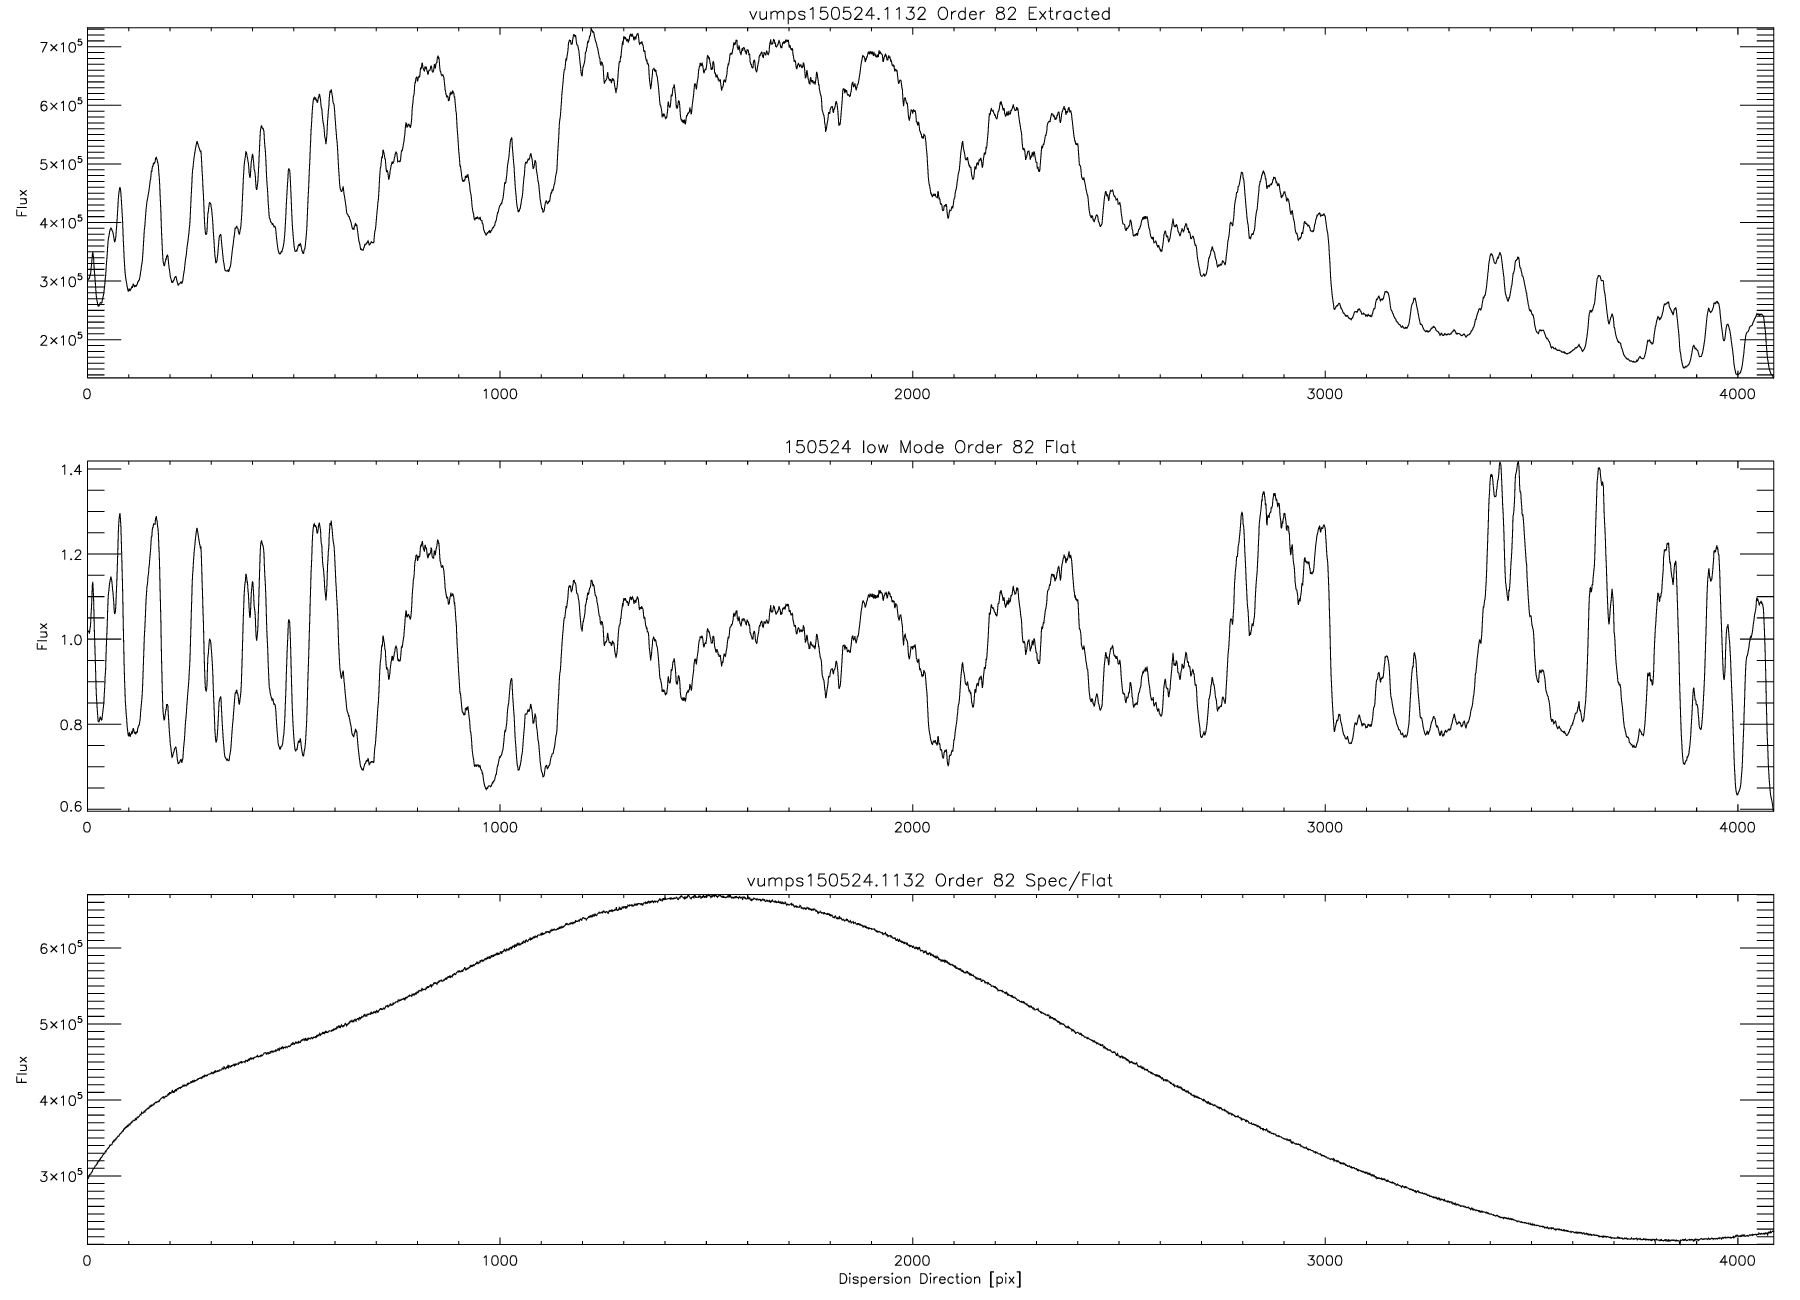 vumps150524.1132 Order 82 Extracted
7×10⁵
6×10⁵
5×10⁵
4×10⁵
3×10⁵
2×10⁵
Flux
0 1000 2000 3000 4000
150524 low Mode Order 82 Flat
1.4
1.2
1.0
0.8
0.6
Flux
0 1000 2000 3000 4000
vumps150524.1132 Order 82 Spec/Flat
6×10⁵
5×10⁵
4×10⁵
3×10⁵
Flux
0 1000 2000 3000 4000
Dispersion Direction [pix]